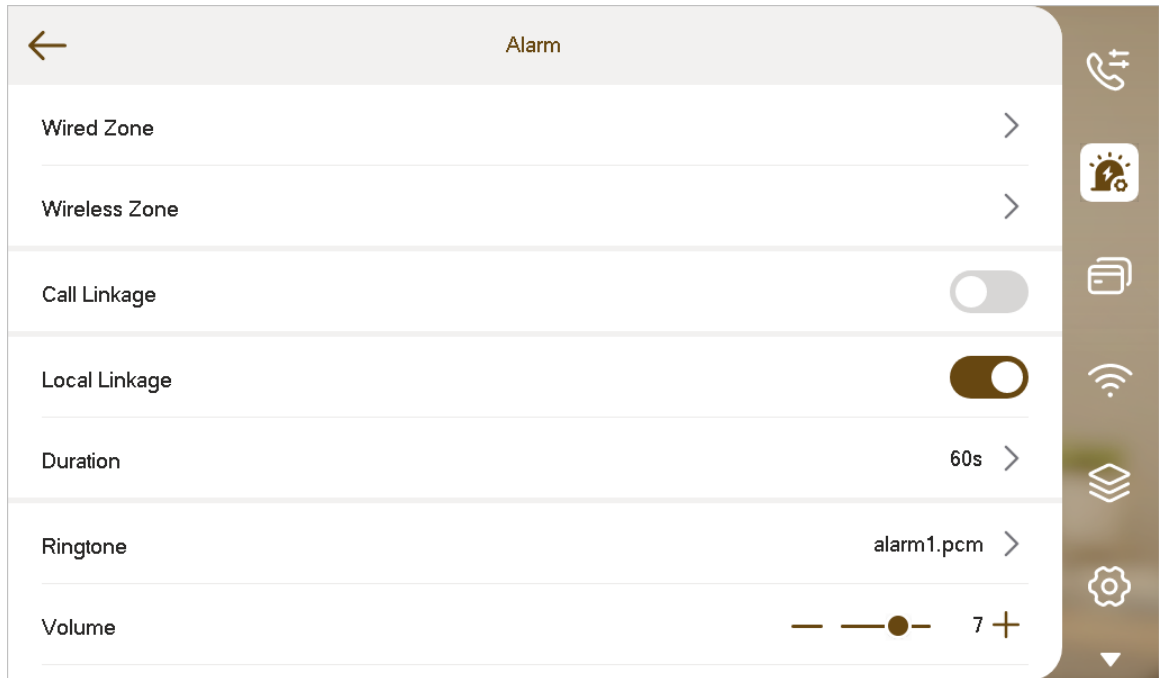 Alarm
Wired Zone
Wireless Zone
Call Linkage
Local Linkage
Duration 60s
Ringtone alarm1.pcm
Volume 7